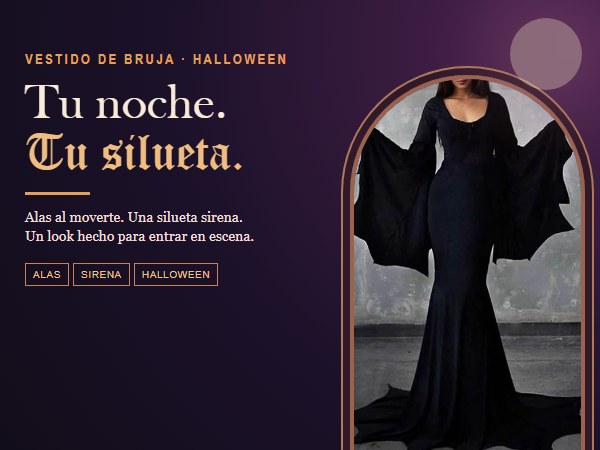 VESTIDO DE BRUJA · HALLOWEEN
Tu noche.
Tu silueta.
Alas al moverte. Una silueta sirena.
Un look hecho para entrar en escena.
ALAS SIRENA HALLOWEEN